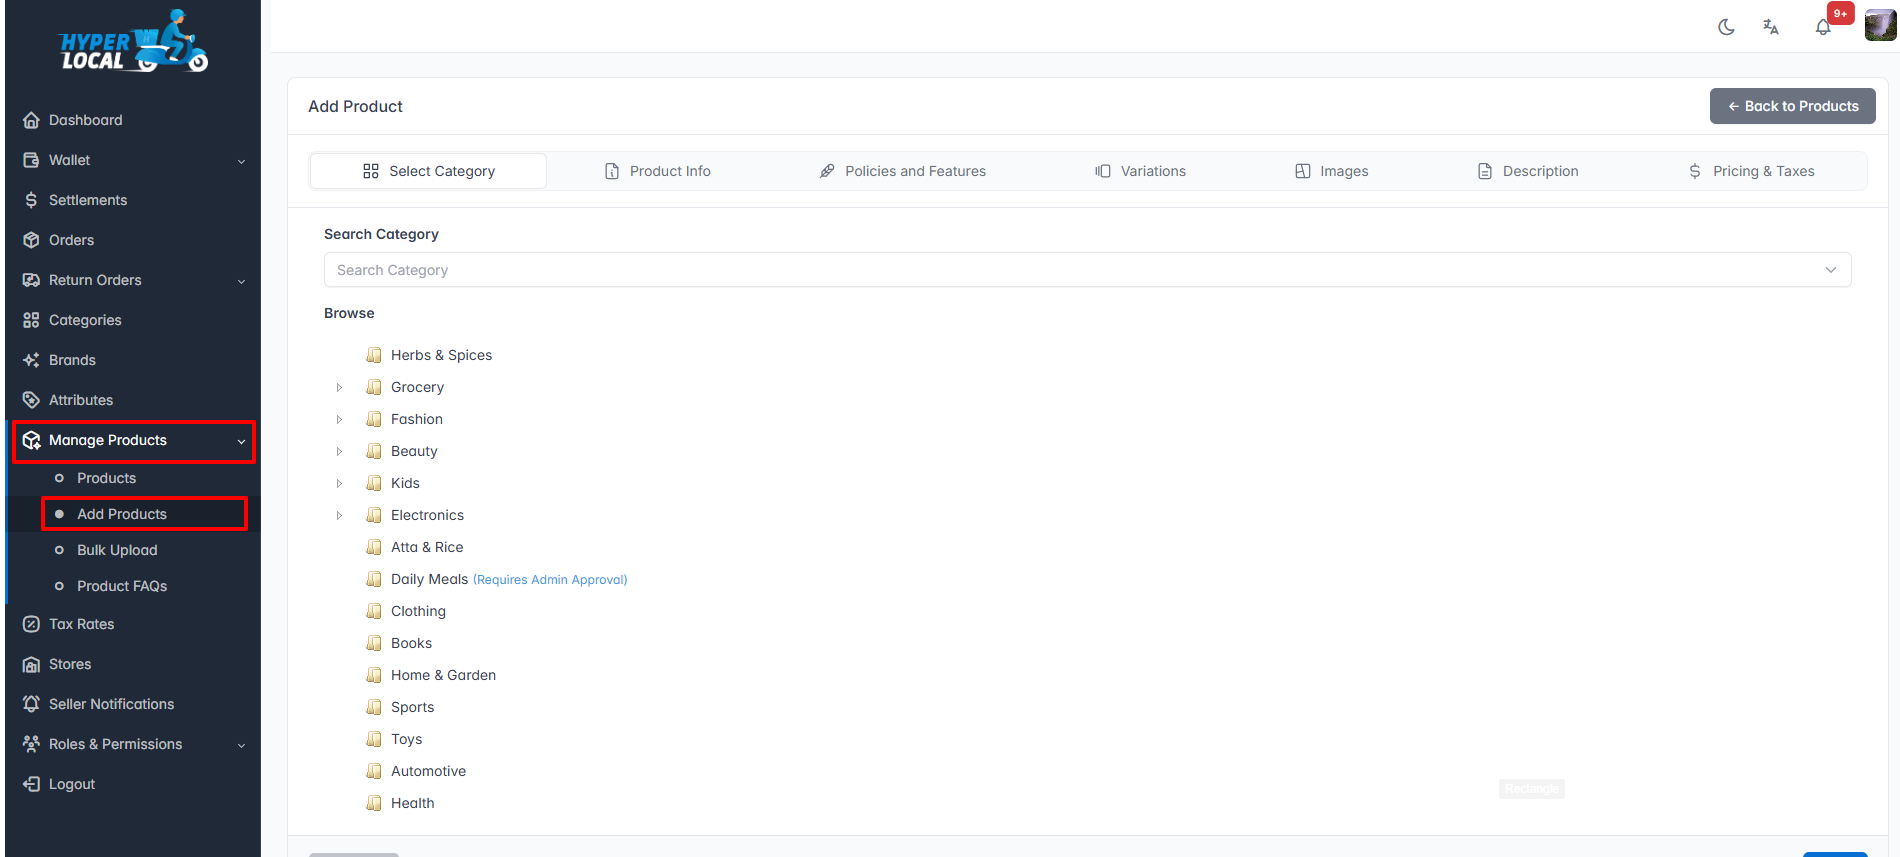 HYPER
LOCAL
9+
Dashboard
Wallet
Settlements
Orders
Return Orders
Categories
Brands
Attributes
Manage Products
Products
Add Products
Bulk Upload
Product FAQs
Tax Rates
Stores
Seller Notifications
Roles & Permissions
Logout
Add Product
← Back to Products
Select Category
Product Info
Policies and Features
Variations
Images
Description
Pricing & Taxes
Search Category
Search Category
Browse
Herbs & Spices
Grocery
Fashion
Beauty
Kids
Electronics
Atta & Rice
Daily Meals (Requires Admin Approval)
Clothing
Books
Home & Garden
Sports
Toys
Automotive
Health
Rectangle